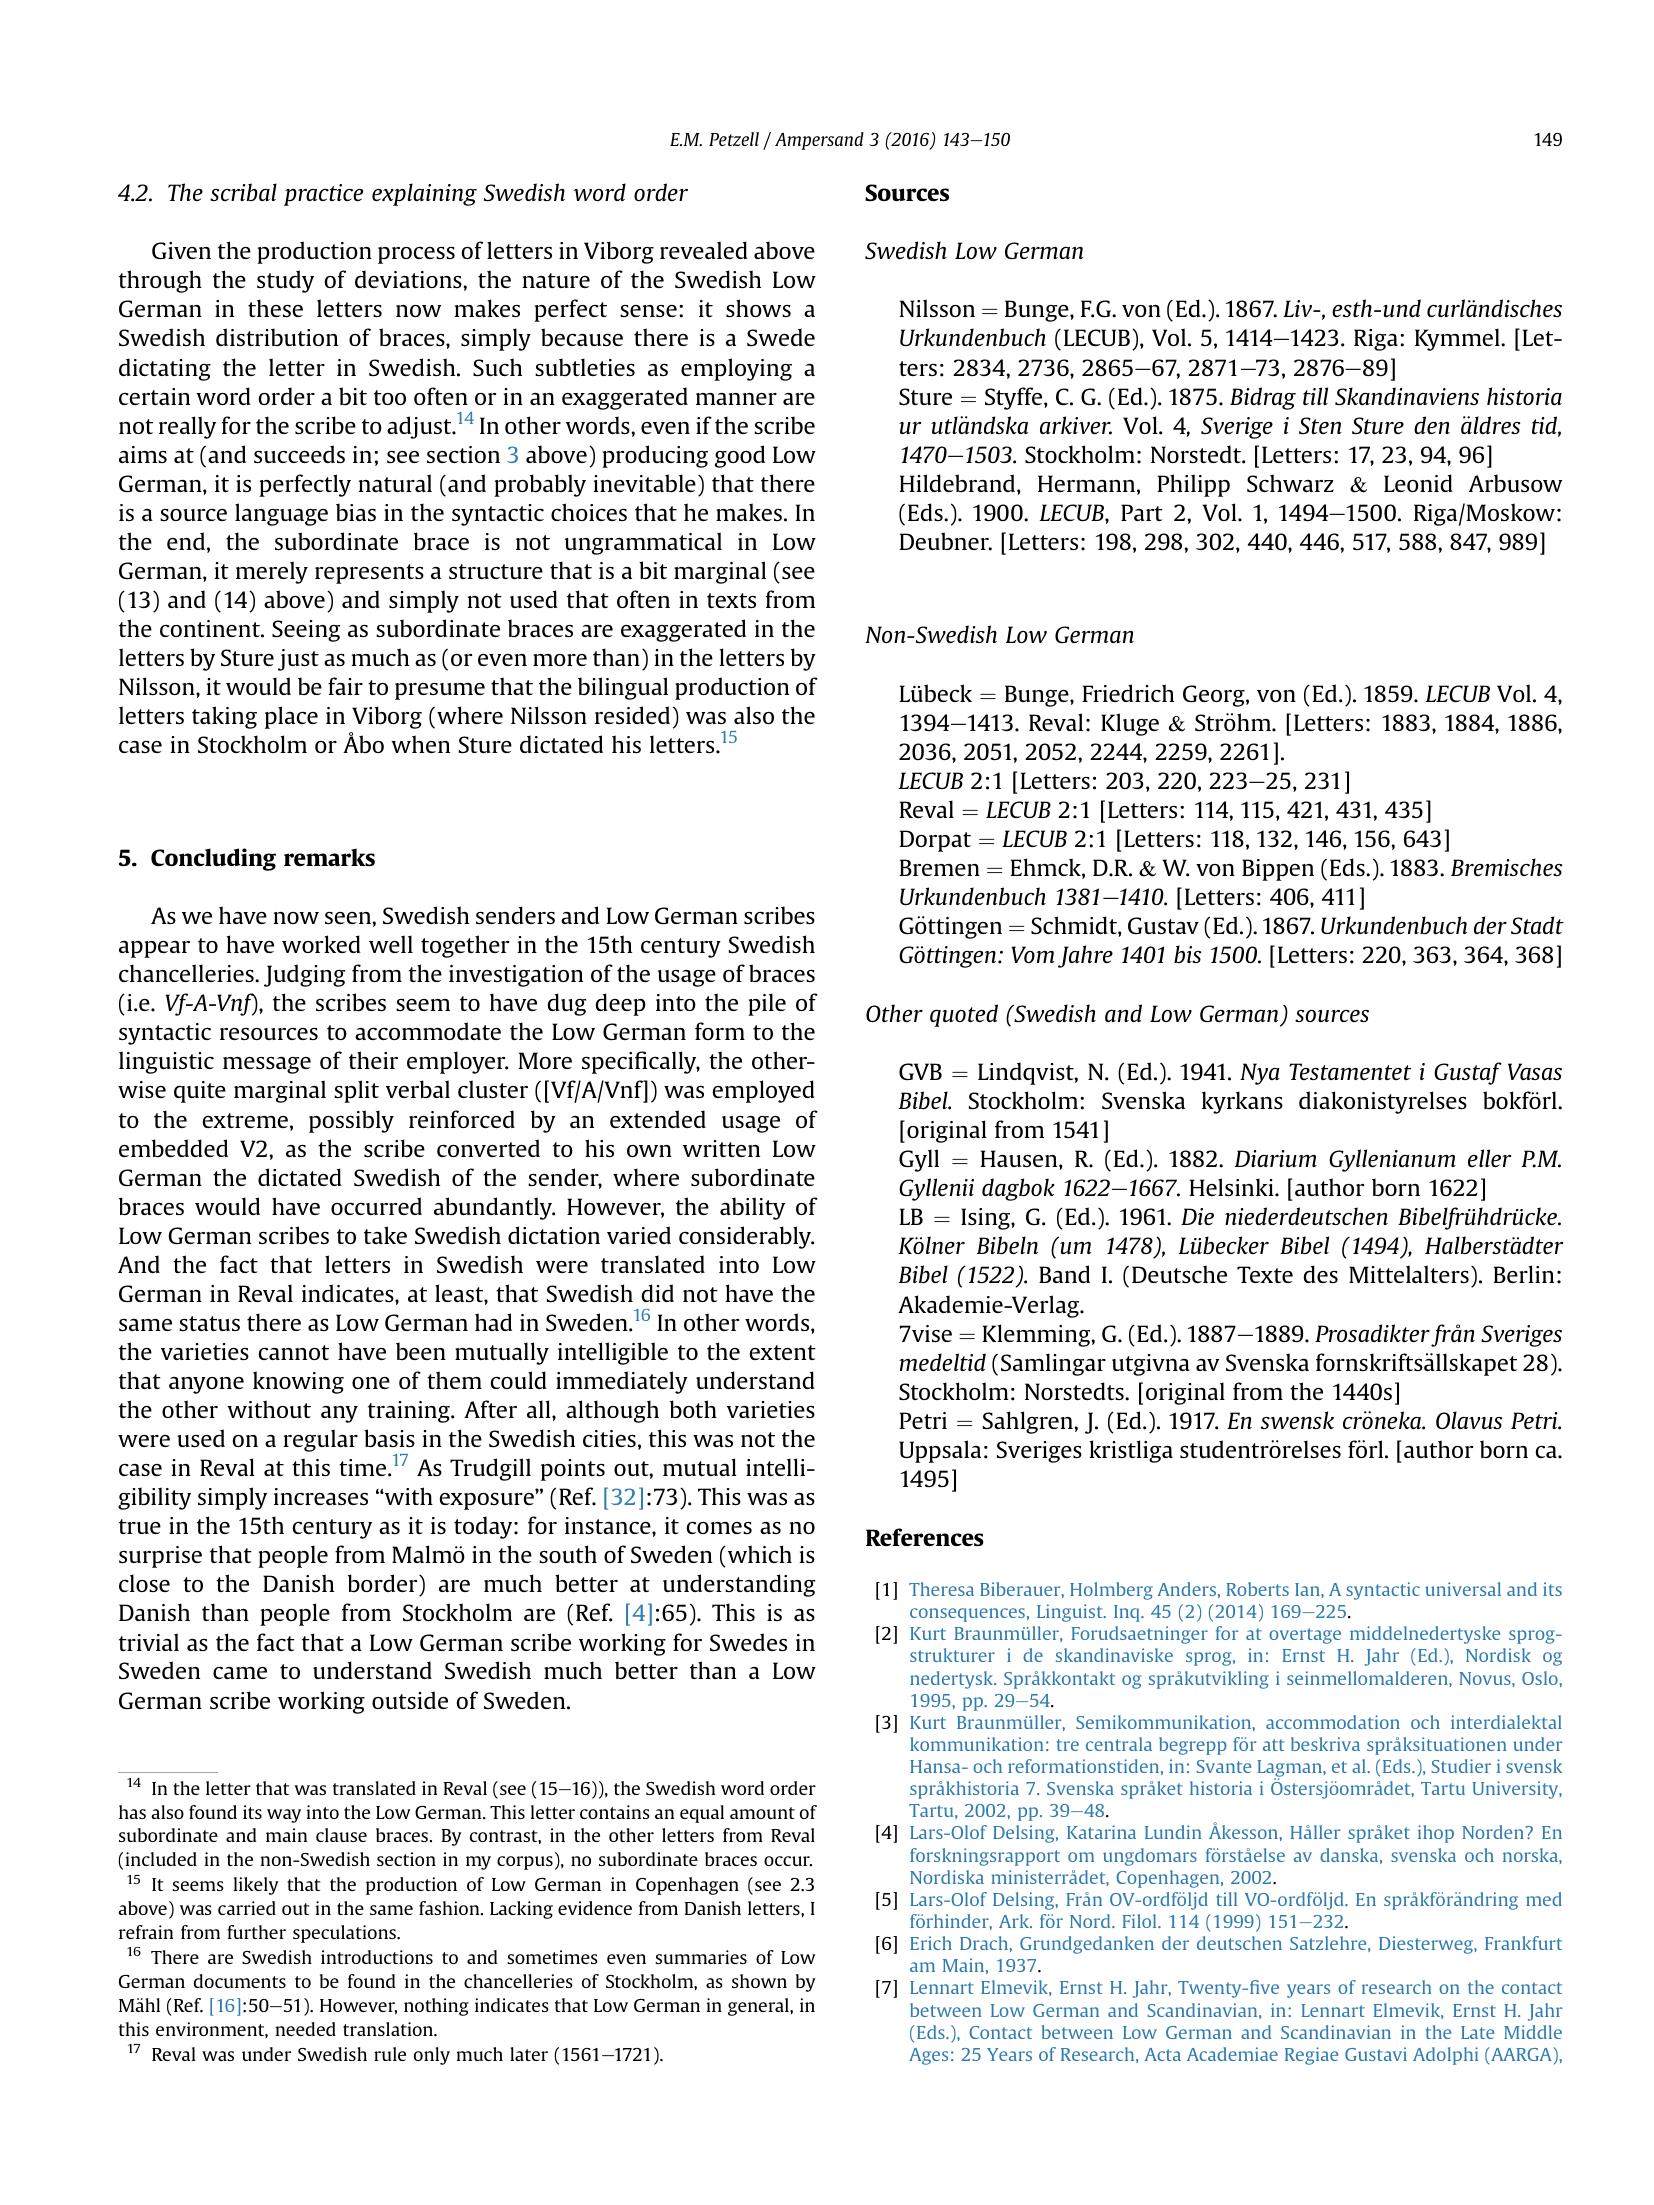 E.M. Petzell / Ampersand 3 (2016) 143–150
149
4.2. The scribal practice explaining Swedish word order
Given the production process of letters in Viborg revealed above
through the study of deviations, the nature of the Swedish Low
German in these letters now makes perfect sense: it shows a
Swedish distribution of braces, simply because there is a Swede
dictating the letter in Swedish. Such subtleties as employing a
certain word order a bit too often or in an exaggerated manner are
not really for the scribe to adjust.14 In other words, even if the scribe
aims at (and succeeds in; see section 3 above) producing good Low
German, it is perfectly natural (and probably inevitable) that there
is a source language bias in the syntactic choices that he makes. In
the end, the subordinate brace is not ungrammatical in Low
German, it merely represents a structure that is a bit marginal (see
(13) and (14) above) and simply not used that often in texts from
the continent. Seeing as subordinate braces are exaggerated in the
letters by Sture just as much as (or even more than) in the letters by
Nilsson, it would be fair to presume that the bilingual production of
letters taking place in Viborg (where Nilsson resided) was also the
case in Stockholm or Åbo when Sture dictated his letters.15
5. Concluding remarks
As we have now seen, Swedish senders and Low German scribes
appear to have worked well together in the 15th century Swedish
chancelleries. Judging from the investigation of the usage of braces
(i.e. Vf-A-Vnf), the scribes seem to have dug deep into the pile of
syntactic resources to accommodate the Low German form to the
linguistic message of their employer. More specifically, the other-
wise quite marginal split verbal cluster ([Vf/A/Vnf]) was employed
to the extreme, possibly reinforced by an extended usage of
embedded V2, as the scribe converted to his own written Low
German the dictated Swedish of the sender, where subordinate
braces would have occurred abundantly. However, the ability of
Low German scribes to take Swedish dictation varied considerably.
And the fact that letters in Swedish were translated into Low
German in Reval indicates, at least, that Swedish did not have the
same status there as Low German had in Sweden.16 In other words,
the varieties cannot have been mutually intelligible to the extent
that anyone knowing one of them could immediately understand
the other without any training. After all, although both varieties
were used on a regular basis in the Swedish cities, this was not the
case in Reval at this time.17 As Trudgill points out, mutual intelli-
gibility simply increases “with exposure” (Ref. [32]:73). This was as
true in the 15th century as it is today: for instance, it comes as no
surprise that people from Malmö in the south of Sweden (which is
close to the Danish border) are much better at understanding
Danish than people from Stockholm are (Ref. [4]:65). This is as
trivial as the fact that a Low German scribe working for Swedes in
Sweden came to understand Swedish much better than a Low
German scribe working outside of Sweden.
14 In the letter that was translated in Reval (see (15–16)), the Swedish word order
has also found its way into the Low German. This letter contains an equal amount of
subordinate and main clause braces. By contrast, in the other letters from Reval
(included in the non-Swedish section in my corpus), no subordinate braces occur.
15 It seems likely that the production of Low German in Copenhagen (see 2.3
above) was carried out in the same fashion. Lacking evidence from Danish letters, I
refrain from further speculations.
16 There are Swedish introductions to and sometimes even summaries of Low
German documents to be found in the chancelleries of Stockholm, as shown by
Mähl (Ref. [16]:50–51). However, nothing indicates that Low German in general, in
this environment, needed translation.
17 Reval was under Swedish rule only much later (1561–1721).
Sources
Swedish Low German
Nilsson = Bunge, F.G. von (Ed.). 1867. Liv-, esth-und curländisches
Urkundenbuch (LECUB), Vol. 5, 1414–1423. Riga: Kymmel. [Let-
ters: 2834, 2736, 2865–67, 2871–73, 2876–89]
Sture = Styffe, C. G. (Ed.). 1875. Bidrag till Skandinaviens historia
ur utländska arkiver. Vol. 4, Sverige i Sten Sture den äldres tid,
1470–1503. Stockholm: Norstedt. [Letters: 17, 23, 94, 96]
Hildebrand, Hermann, Philipp Schwarz & Leonid Arbusow
(Eds.). 1900. LECUB, Part 2, Vol. 1, 1494–1500. Riga/Moskow:
Deubner. [Letters: 198, 298, 302, 440, 446, 517, 588, 847, 989]
Non-Swedish Low German
Lübeck = Bunge, Friedrich Georg, von (Ed.). 1859. LECUB Vol. 4,
1394–1413. Reval: Kluge & Ströhm. [Letters: 1883, 1884, 1886,
2036, 2051, 2052, 2244, 2259, 2261].
LECUB 2:1 [Letters: 203, 220, 223–25, 231]
Reval = LECUB 2:1 [Letters: 114, 115, 421, 431, 435]
Dorpat = LECUB 2:1 [Letters: 118, 132, 146, 156, 643]
Bremen = Ehmck, D.R. & W. von Bippen (Eds.). 1883. Bremisches
Urkundenbuch 1381–1410. [Letters: 406, 411]
Göttingen = Schmidt, Gustav (Ed.). 1867. Urkundenbuch der Stadt
Göttingen: Vom Jahre 1401 bis 1500. [Letters: 220, 363, 364, 368]
Other quoted (Swedish and Low German) sources
GVB = Lindqvist, N. (Ed.). 1941. Nya Testamentet i Gustaf Vasas
Bibel. Stockholm: Svenska kyrkans diakonistyrelses bokförl.
[original from 1541]
Gyll = Hausen, R. (Ed.). 1882. Diarium Gyllenianum eller P.M.
Gyllenii dagbok 1622–1667. Helsinki. [author born 1622]
LB = Ising, G. (Ed.). 1961. Die niederdeutschen Bibelfrühdrücke.
Kölner Bibeln (um 1478), Lübecker Bibel (1494), Halberstädter
Bibel (1522). Band I. (Deutsche Texte des Mittelalters). Berlin:
Akademie-Verlag.
7vise = Klemming, G. (Ed.). 1887–1889. Prosadikter från Sveriges
medeltid (Samlingar utgivna av Svenska fornskriftsällskapet 28).
Stockholm: Norstedts. [original from the 1440s]
Petri = Sahlgren, J. (Ed.). 1917. En swensk cröneka. Olavus Petri.
Uppsala: Sveriges kristliga studentrörelses förl. [author born ca.
1495]
References
[1] Theresa Biberauer, Holmberg Anders, Roberts Ian, A syntactic universal and its
consequences, Linguist. Inq. 45 (2) (2014) 169–225.
[2] Kurt Braunmüller, Forudsaetninger for at overtage middelnedertyske sprog-
strukturer i de skandinaviske sprog, in: Ernst H. Jahr (Ed.), Nordisk og
nedertysk. Språkkontakt og språkutvikling i seinmellomalderen, Novus, Oslo,
1995, pp. 29–54.
[3] Kurt Braunmüller, Semikommunikation, accommodation och interdialektal
kommunikation: tre centrala begrepp för att beskriva språksituationen under
Hansa- och reformationstiden, in: Svante Lagman, et al. (Eds.), Studier i svensk
språkhistoria 7. Svenska språket historia i Östersjöområdet, Tartu University,
Tartu, 2002, pp. 39–48.
[4] Lars-Olof Delsing, Katarina Lundin Åkesson, Håller språket ihop Norden? En
forskningsrapport om ungdomars förståelse av danska, svenska och norska,
Nordiska ministerrådet, Copenhagen, 2002.
[5] Lars-Olof Delsing, Från OV-ordföljd till VO-ordföljd. En språkförändring med
förhinder, Ark. för Nord. Filol. 114 (1999) 151–232.
[6] Erich Drach, Grundgedanken der deutschen Satzlehre, Diesterweg, Frankfurt
am Main, 1937.
[7] Lennart Elmevik, Ernst H. Jahr, Twenty-five years of research on the contact
between Low German and Scandinavian, in: Lennart Elmevik, Ernst H. Jahr
(Eds.), Contact between Low German and Scandinavian in the Late Middle
Ages: 25 Years of Research, Acta Academiae Regiae Gustavi Adolphi (AARGA),